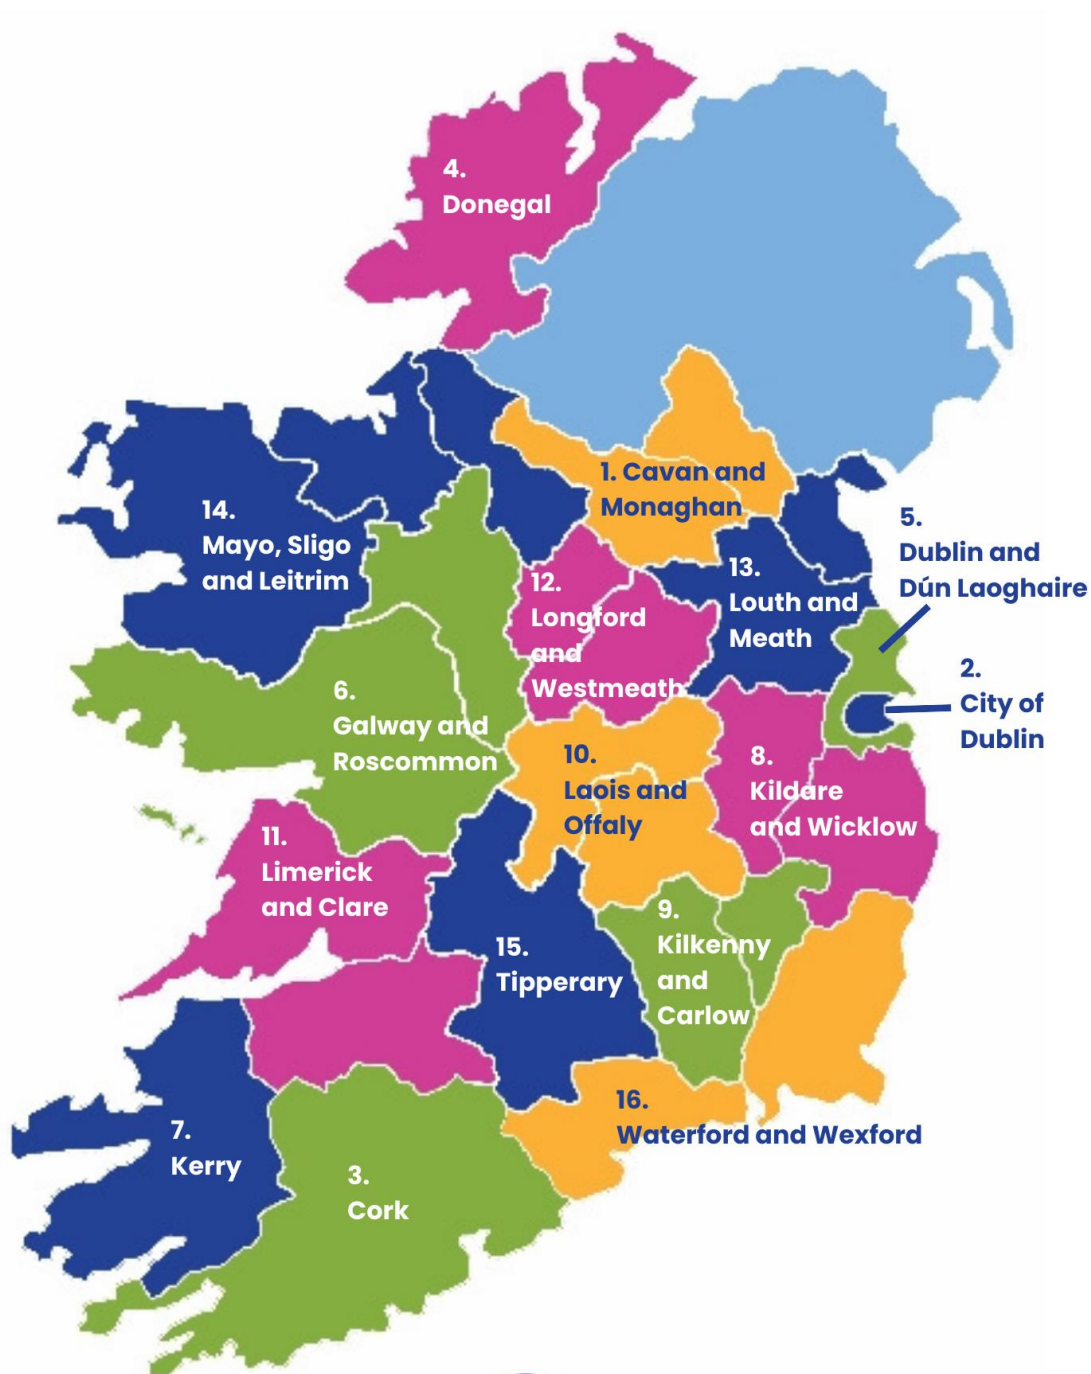 4.
Donegal
1. Cavan and
Monaghan
14.
Mayo, Sligo
and Leitrim
5.
Dublin and
Dún Laoghaire
13.
Louth and
Meath
12.
Longford
and
Westmeath
2.
City of
Dublin
6.
Galway and
Roscommon
10.
Laois and
Offaly
8.
Kildare
and Wicklow
11.
Limerick
and Clare
9.
Kilkenny
and
Carlow
15.
Tipperary
16.
Waterford and Wexford
7.
Kerry
3.
Cork